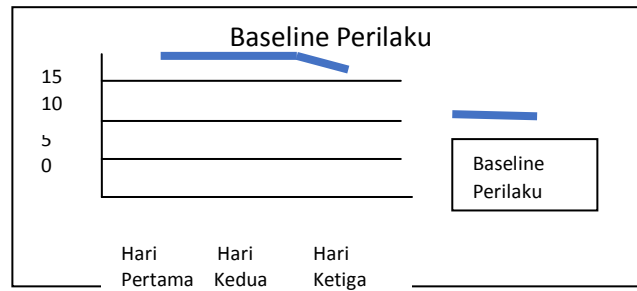 Baseline Perilaku
15
10
5
0
Baseline
Perilaku
Hari Hari Hari
Pertama Kedua Ketiga